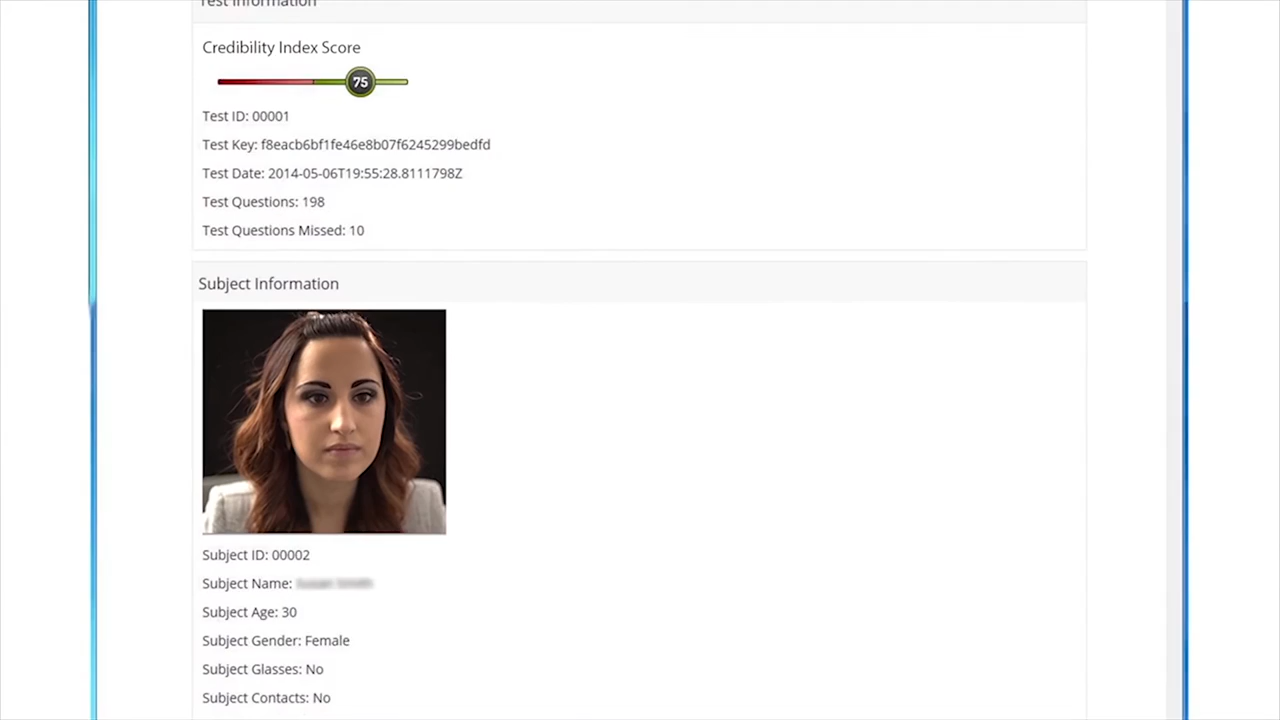 Test Information
Credibility Index Score
75
Test ID: 00001
Test Key: f8eacb6bf1fe46e8b07f6245299bedfd
Test Date: 2014-05-06T19:55:28.8111798Z
Test Questions: 198
Test Questions Missed: 10
Subject Information
Subject ID: 00002
Subject Name:
Subject Age: 30
Subject Gender: Female
Subject Glasses: No
Subject Contacts: No